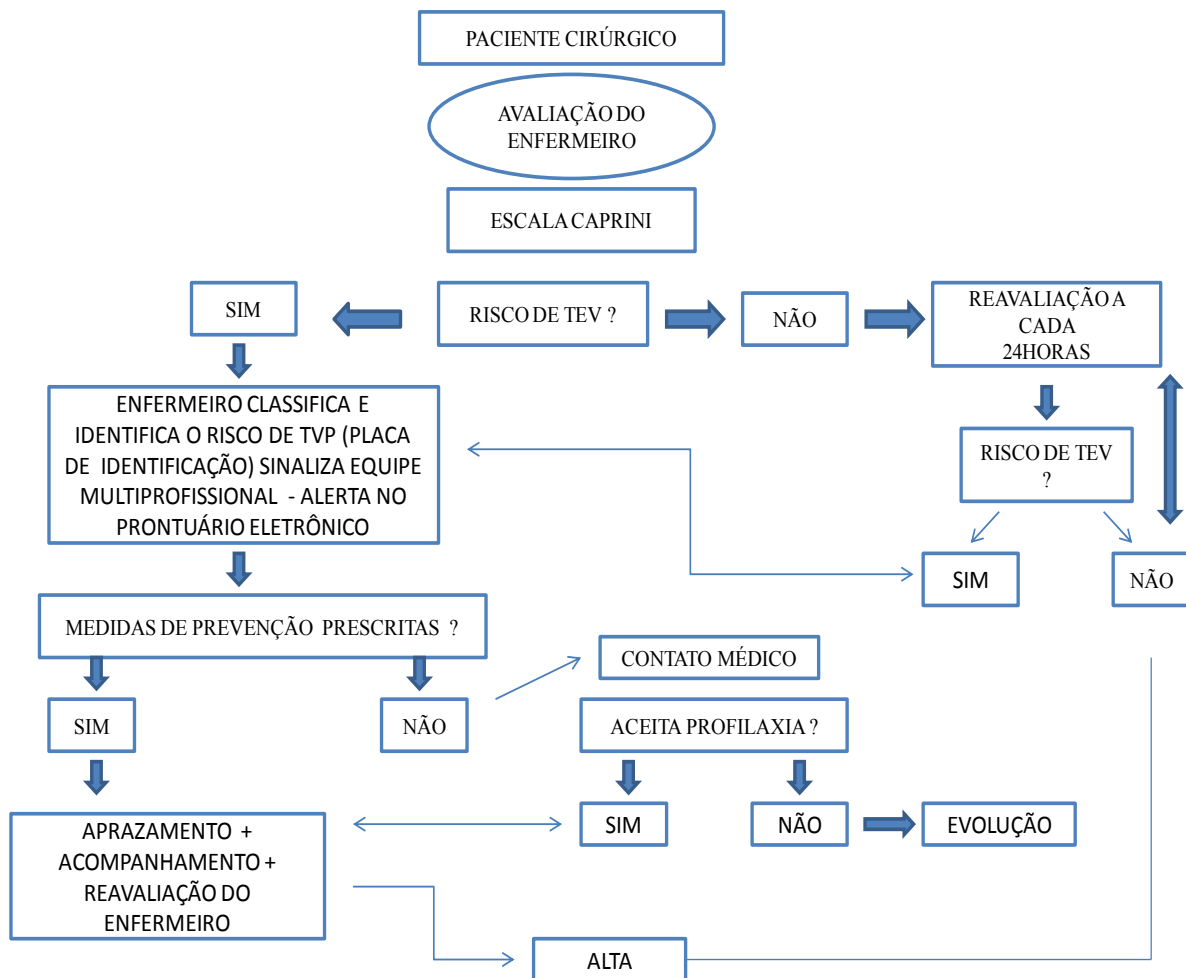 PACIENTE CIRÚRGICO
AVALIAÇÃO DO
ENFERMEIRO
ESCALA CAPRINI
SIM
RISCO DE TEV ?
NÃO
REAVALIAÇÃO A
CADA
24HORAS
ENFERMEIRO CLASSIFICA E
IDENTIFICA O RISCO DE TVP (PLACA
DE IDENTIFICAÇÃO) SINALIZA EQUIPE
MULTIPROFISSIONAL - ALERTA NO
PRONTUÁRIO ELETRÔNICO
RISCO DE TEV
?
SIM
NÃO
MEDIDAS DE PREVENÇÃO PRESCRITAS ?
CONTATO MÉDICO
SIM
NÃO
ACEITA PROFILAXIA ?
SIM
NÃO
EVOLUÇÃO
APRAZAMENTO +
ACOMPANHAMENTO +
REAVALIAÇÃO DO
ENFERMEIRO
ALTA